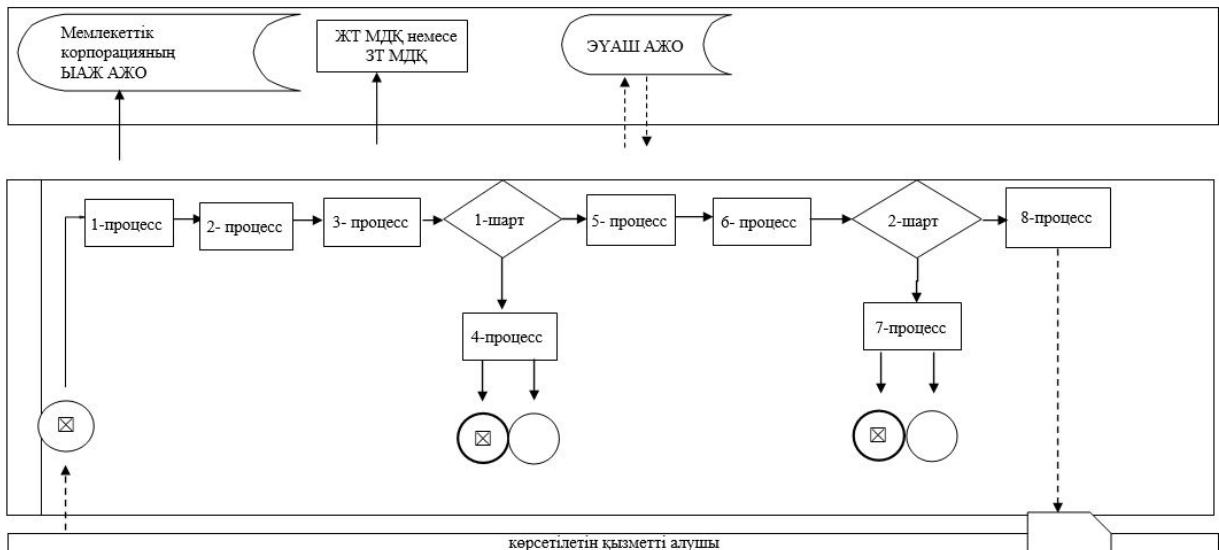 Мемлекеттік
корпорацияның
ЫАЖ АЖО
ЖТ МДҚ немесе
ЗТ МДҚ
ЭҮАШ АЖО
1-процесс
2- процесс
3- процесс
1-шарт
5- процесс
6- процесс
2-шарт
8-процесс
4-процесс
7-процесс
көрсетілетін қызметті алушы